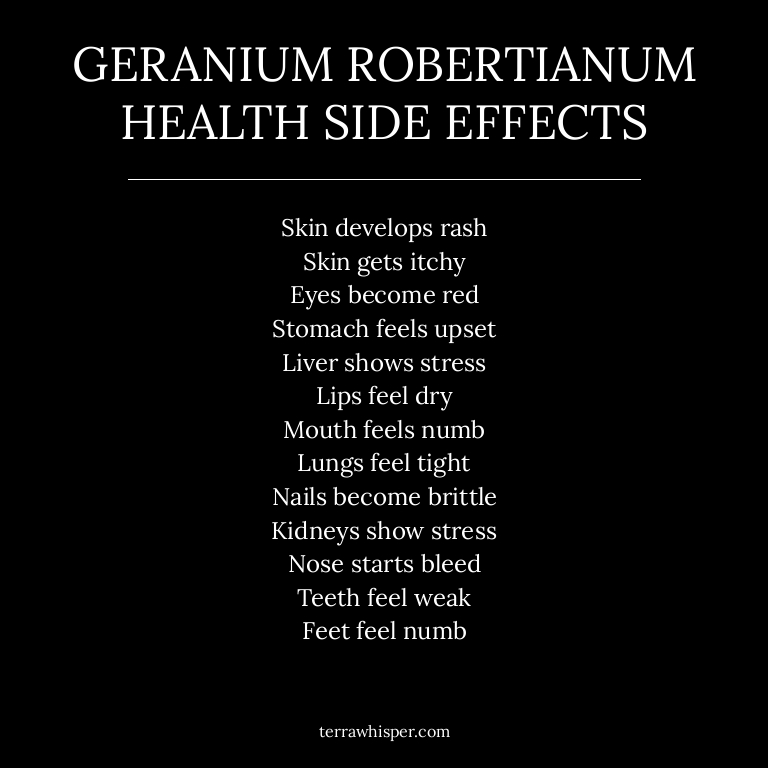 GERANIUM ROBERTIANUM
HEALTH SIDE EFFECTS
Skin develops rash
Skin gets itchy
Eyes become red
Stomach feels upset
Liver shows stress
Lips feel dry
Mouth feels numb
Lungs feel tight
Nails become brittle
Kidneys show stress
Nose starts bleed
Teeth feel weak
Feet feel numb
terrawhisper.com